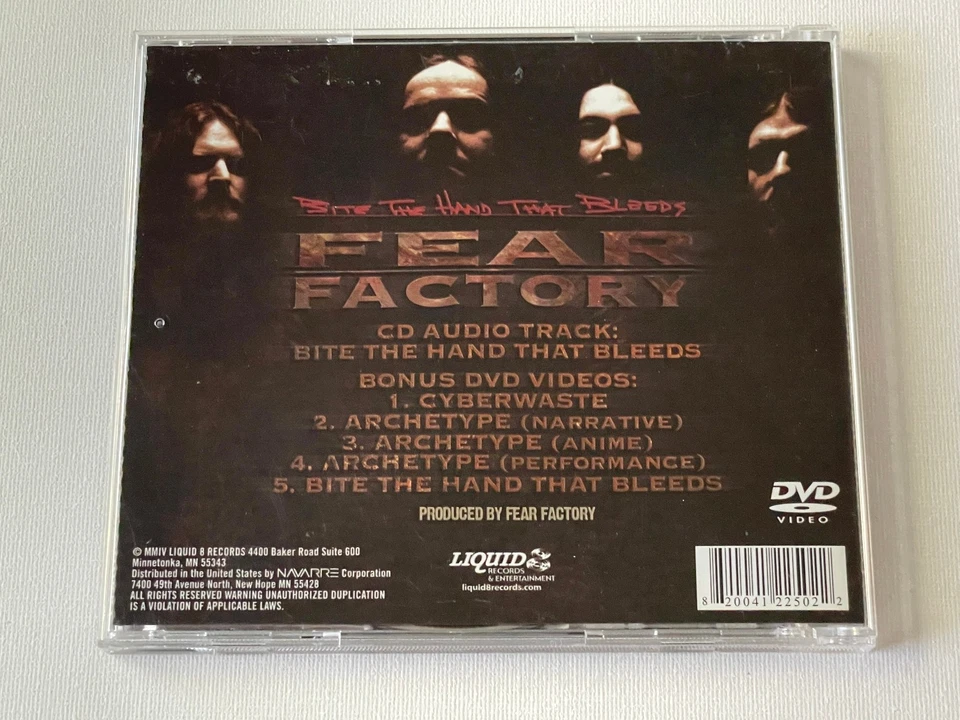 BITE THE HAND THAT BLEEDS
FEAR
FACTORY
CD AUDIO TRACK:
BITE THE HAND THAT BLEEDS
BONUS DVD VIDEOS:
1. CYBERWASTE
2. ARCHETYPE (NARRATIVE)
3. ARCHETYPE (ANIME)
4. ARCHETYPE (PERFORMANCE)
5. BITE THE HAND THAT BLEEDS
PRODUCED BY FEAR FACTORY
DVD
VIDEO
© MMIV LIQUID 8 RECORDS 4400 Baker Road Suite 600
Minnetonka, MN 55343
Distributed in the United States by NAVARRE Corporation
7400 49th Avenue North, New Hope MN 55428
ALL RIGHTS RESERVED WARNING UNAUTHORIZED DUPLICATION
IS A VIOLATION OF APPLICABLE LAWS.
LIQUID 8
RECORDS
& ENTERTAINMENT
liquid8records.com
8 20041 22502 2